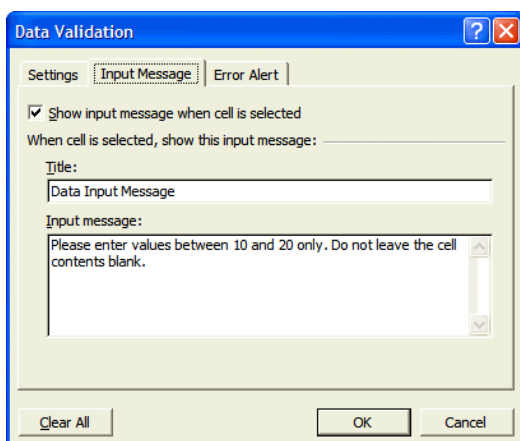 Data Validation
Settings Input Message Error Alert
Show input message when cell is selected
When cell is selected, show this input message:
Title:
Data Input Message
Input message:
Please enter values between 10 and 20 only. Do not leave the cell
contents blank.
Clear All OK Cancel